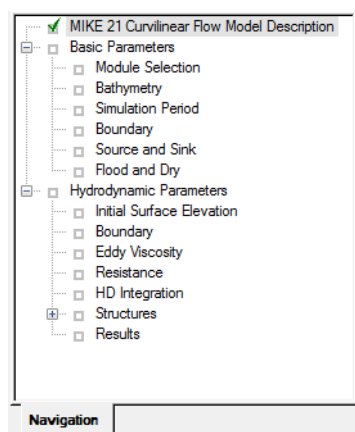 MIKE 21 Curvilinear Flow Model Description
Basic Parameters
Module Selection
Bathymetry
Simulation Period
Boundary
Source and Sink
Flood and Dry
Hydrodynamic Parameters
Initial Surface Elevation
Boundary
Eddy Viscosity
Resistance
HD Integration
Structures
Results
Navigation